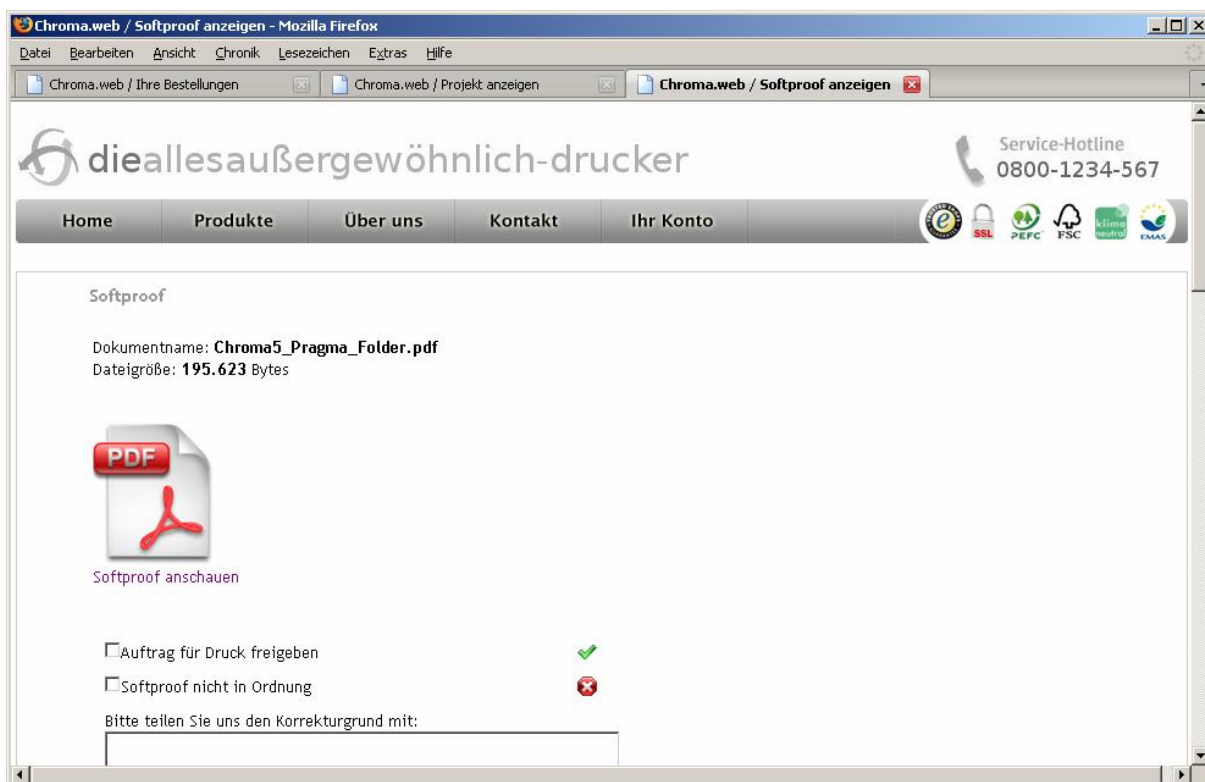 Chroma.web / Softproof anzeigen - Mozilla Firefox
Datei Bearbeiten Ansicht Chronik Lesezeichen Extras Hilfe
Chroma.web / Ihre Bestellungen Chroma.web / Projekt anzeigen Chroma.web / Softproof anzeigen
dieallesaußergewöhnlich-drucker
Service-Hotline
0800-1234-567
Home Produkte Über uns Kontakt Ihr Konto
SSL PEFC FSC klima neutral EMAS
Softproof
Dokumentname: Chroma5_Pragma_Folder.pdf
Dateigröße: 195.623 Bytes
PDF
Softproof anschauen
Auftrag für Druck freigeben
Softproof nicht in Ordnung
Bitte teilen Sie uns den Korrekturgrund mit: